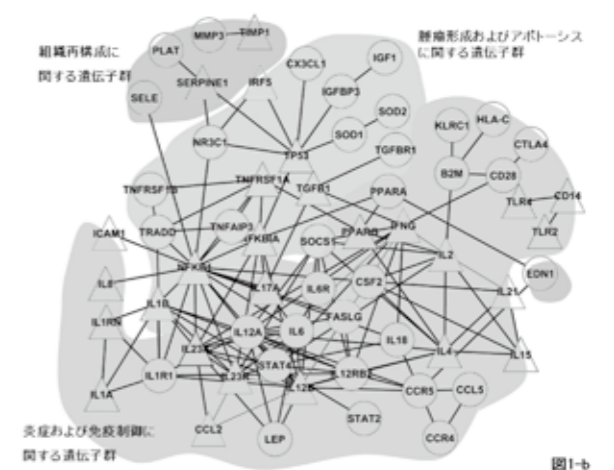 組織再構成に
関する遺伝子群
腫瘍形成およびアポトーシス
に関する遺伝子群
MMP3
TIMP1
PLAT
SERPINE1
IRF5
CX3CL1
IGF1
IGFBP3
SELE
SOD2
SOD1
NR3C1
TP53
TGFBR1
KLRC1
HLA-C
CTLA4
B2M
CD28
TLR4
CD14
TLR2
TNFRSF1B
TNFRSF1A
TGFB1
PPARA
ICAM1
TRADD
TNFAIP3
SOCS1
PPARG
IFNG
NFKB1
IL2
EDN1
IL8
IL17A
IL6R
CSF2
IL21
IL1B
IL1RN
IL12A
IL6
FASLG
IL18
IL4
IL15
IL1R1
IL23R
STAT4
IL12RB2
IL1A
CCR5
CCL5
CCL2
LEP
STAT2
CCR4
炎症および免疫制御に
関する遺伝子群
図1-b